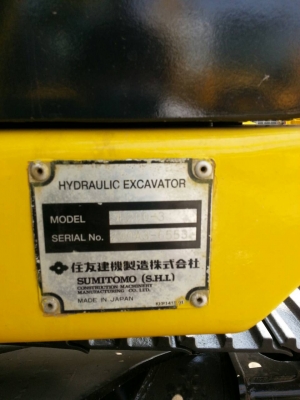 HYDRAULIC EXCAVATOR
MODEL
SERIAL No.
住友建機製造株式会社
SUMITOMO (S.H.I.)
CONSTRUCTION MACHINERY
MANUFACTURING CO., LTD.
MADE IN JAPAN